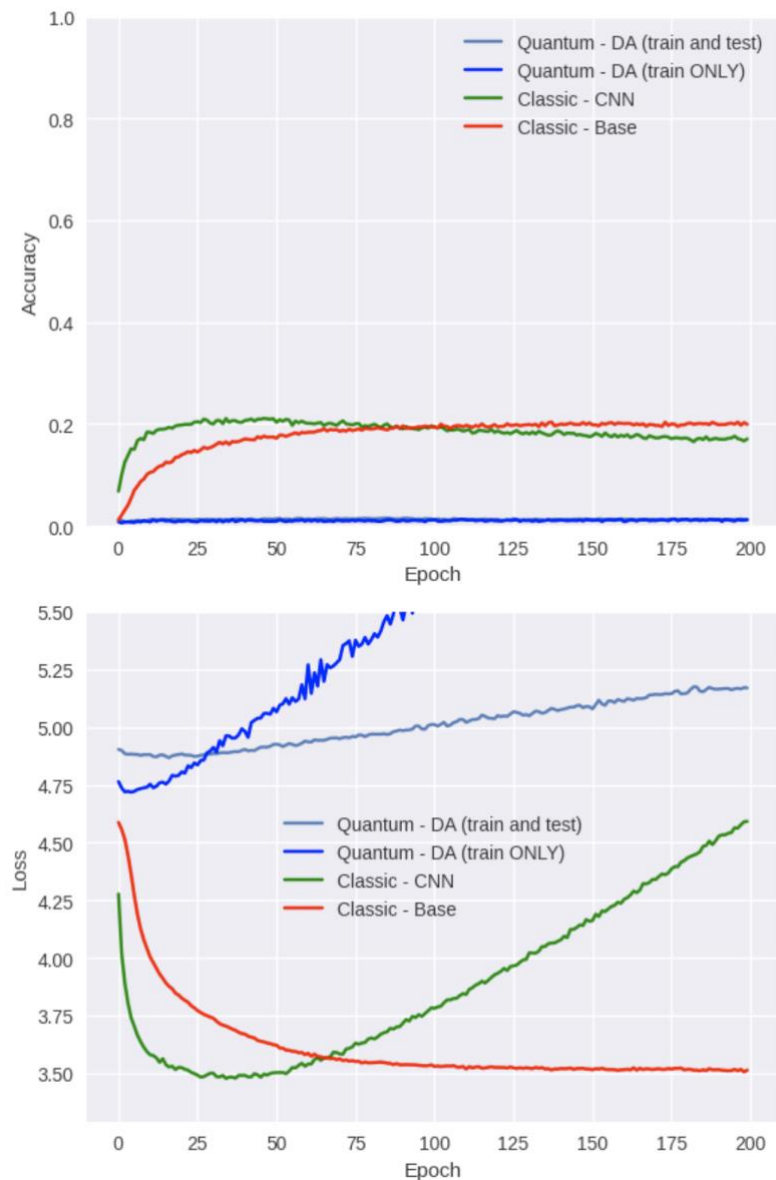 1.0
Quantum - DA (train and test)
Quantum - DA (train ONLY)
Classic - CNN
Classic - Base
0.8
0.6
Accuracy
0.4
0.2
0.0
0 25 50 75 100 125 150 175 200
Epoch
5.50
5.25
5.00
4.75
4.50
Quantum - DA (train and test)
Quantum - DA (train ONLY)
Classic - CNN
Classic - Base
Loss
4.25
4.00
3.75
3.50
0 25 50 75 100 125 150 175 200
Epoch